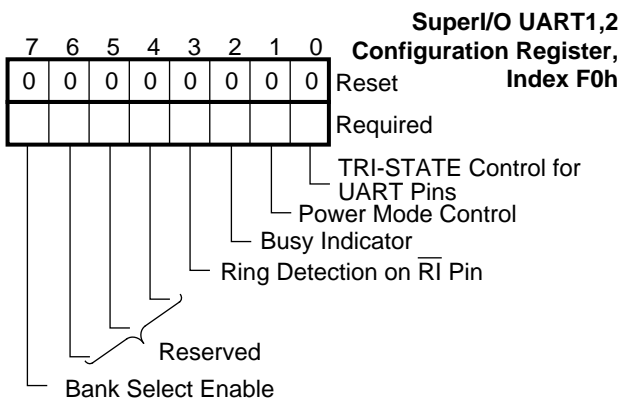 SuperI/O UART1,2
Configuration Register,
Index F0h
7 6 5 4 3 2 1 0
0 0 0 0 0 0 0 0 Reset
Required
TRI-STATE Control for
UART Pins
Power Mode Control
Busy Indicator
Ring Detection on R̅I̅ Pin
Reserved
Bank Select Enable